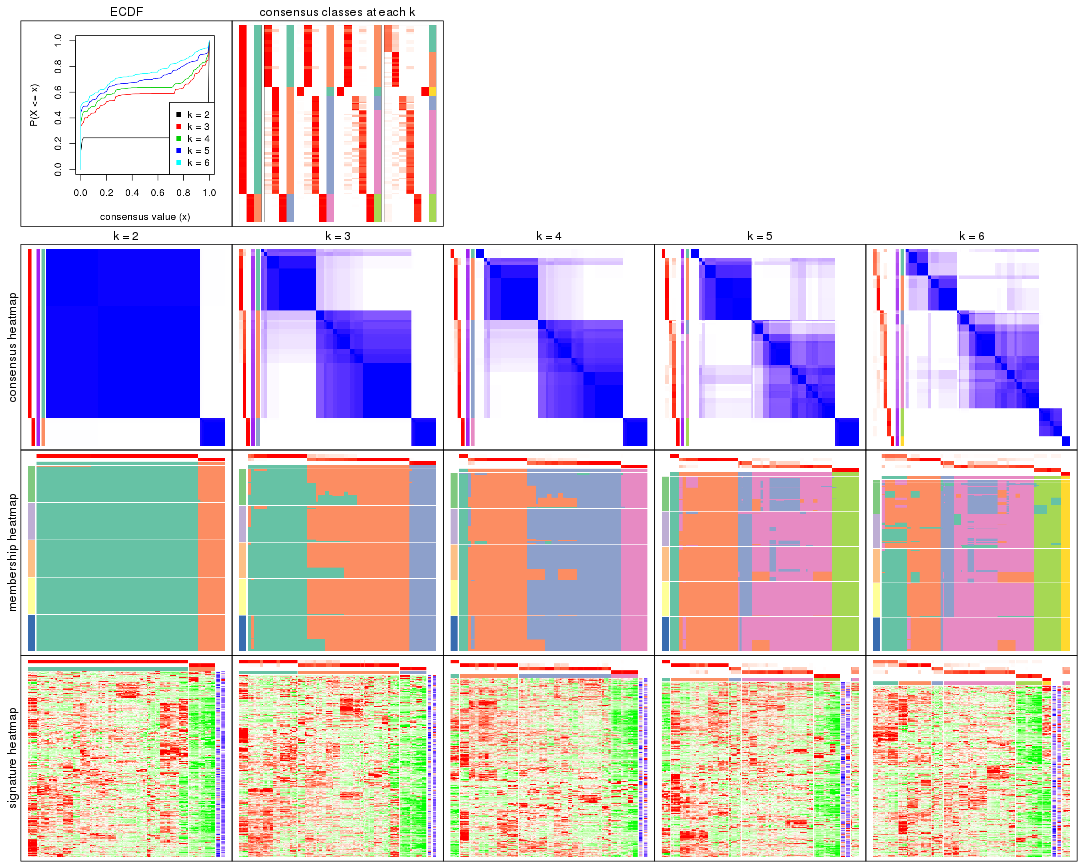 ECDF
consensus classes at each k
P(X <= x)
1.0
0.8
0.6
0.4
0.2
0.0
k = 2
k = 3
k = 4
k = 5
k = 6
0.0 0.2 0.4 0.6 0.8 1.0
consensus value (x)
k = 2
k = 3
k = 4
k = 5
k = 6
consensus heatmap
membership heatmap
signature heatmap